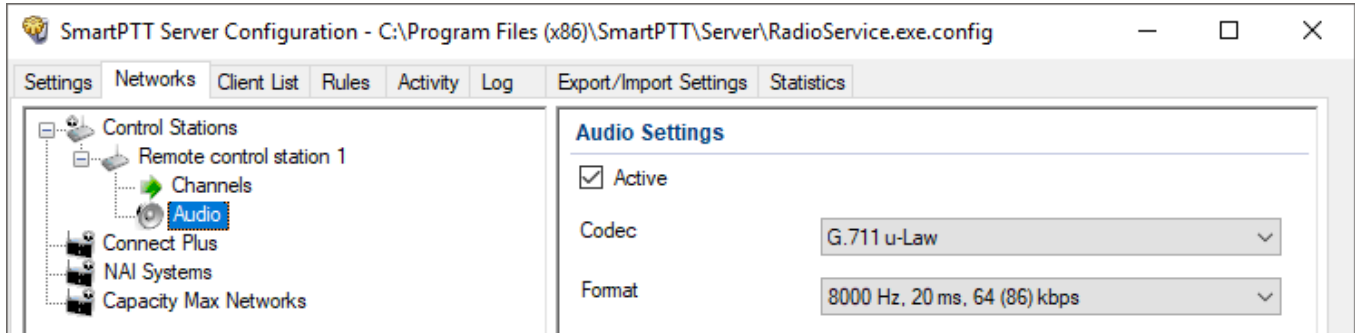 SmartPTT Server Configuration - C:\Program Files (x86)\SmartPTT\Server\RadioService.exe.config
Settings Networks Client List Rules Activity Log Export/Import Settings Statistics
Control Stations
Remote control station 1
Channels
Audio
Connect Plus
NAI Systems
Capacity Max Networks
Audio Settings
Active
Codec G.711 u-Law
Format 8000 Hz, 20 ms, 64 (86) kbps